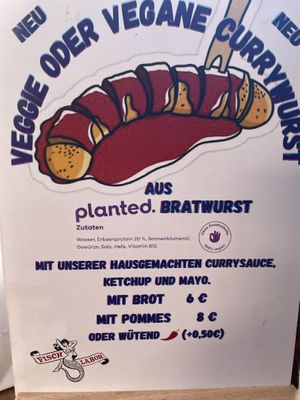 NEU
NEU
VEGGIE ODER VEGANE CURRYWURST
AUS
planted. BRATWURST
Zutaten
Wasser, Erbsenprotein 20 %, Sonnenblumenöl,
Gewürze, Salz, Hefe, Vitamin B12.
MIT UNSERER HAUSGEMACHTEN CURRYSAUCE,
KETCHUP UND MAYO.
MIT BROT 6 €
MIT POMMES 8 €
ODER WÜTEND (+0,50€)
FISCH LABOR